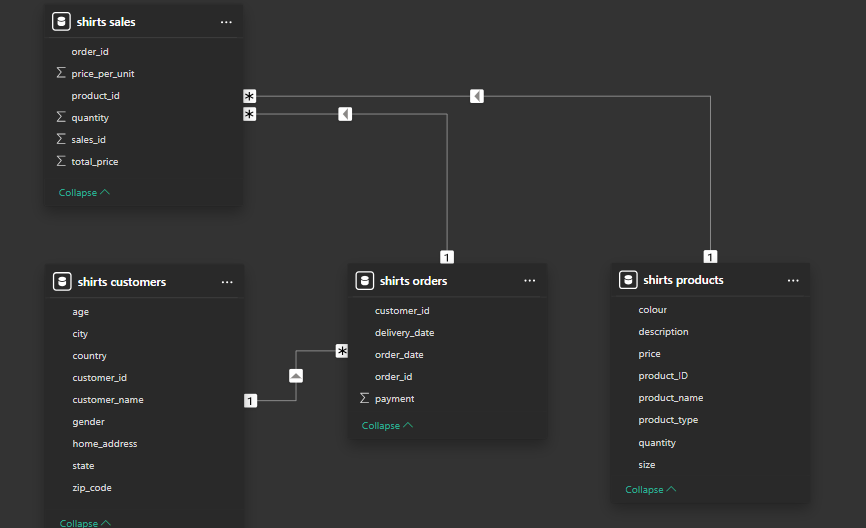 shirts sales
order_id
price_per_unit
product_id
quantity
sales_id
total_price
Collapse
*
*
1
1
shirts customers
age
city
country
customer_id
customer_name
gender
home_address
state
zip_code
Collapse
1
*
shirts orders
customer_id
delivery_date
order_date
order_id
payment
Collapse
shirts products
colour
description
price
product_ID
product_name
product_type
quantity
size
Collapse